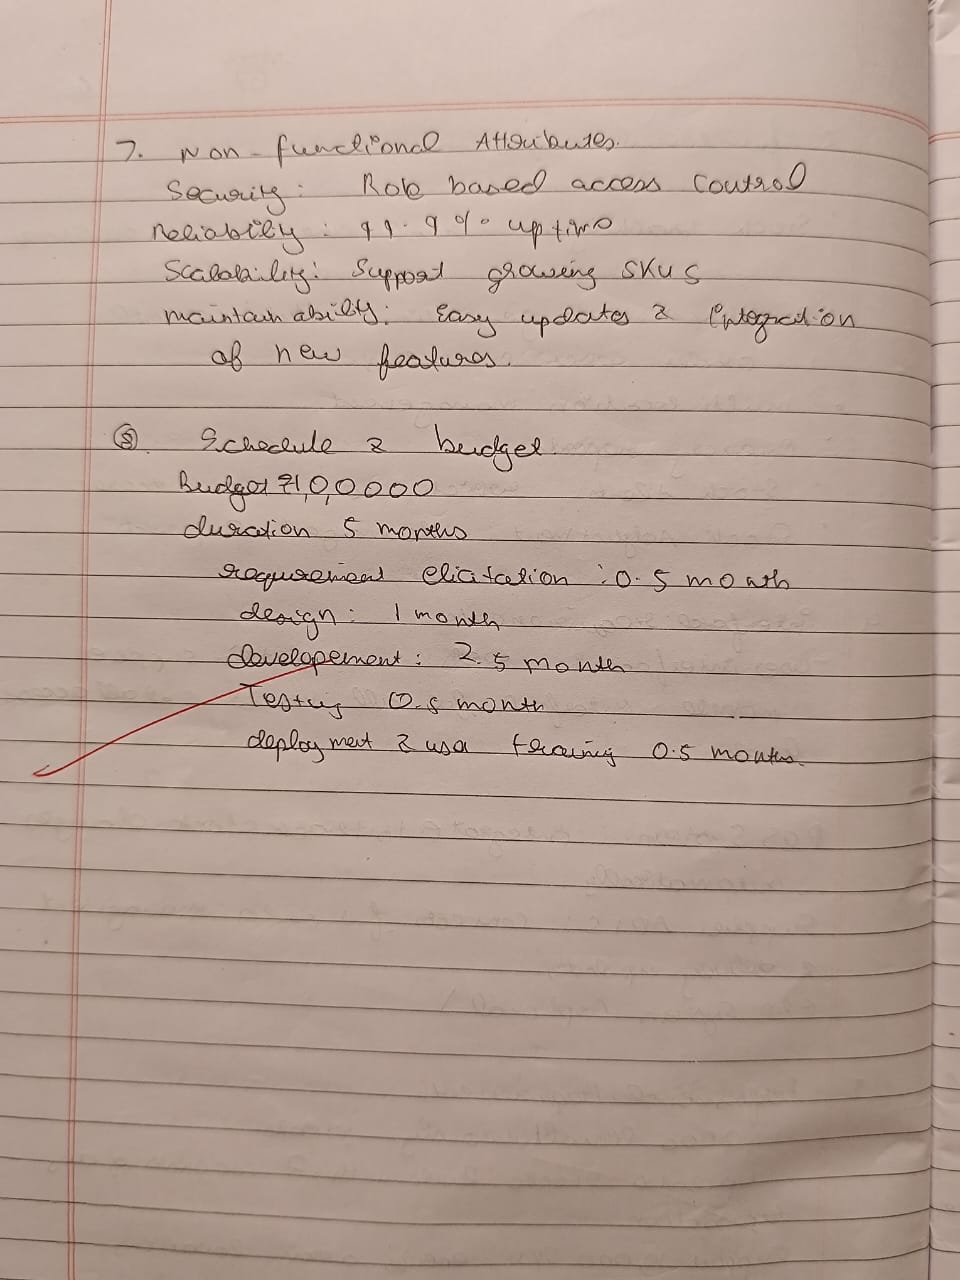 7. Non-functional Attributes.
Security: Role based access control
Reliability: 99.9% uptime
Scalability: Support growing SKUs
maintainability: Easy updates & integration
of new features.
⑧. Schedule & budget.
Budget ₹1,0,0000
duration 5 months
requirement elicitation : 0.5 month
design: 1 month
developement: 2.5 month
Testing 0.5 month
deployment & user training 0.5 months.